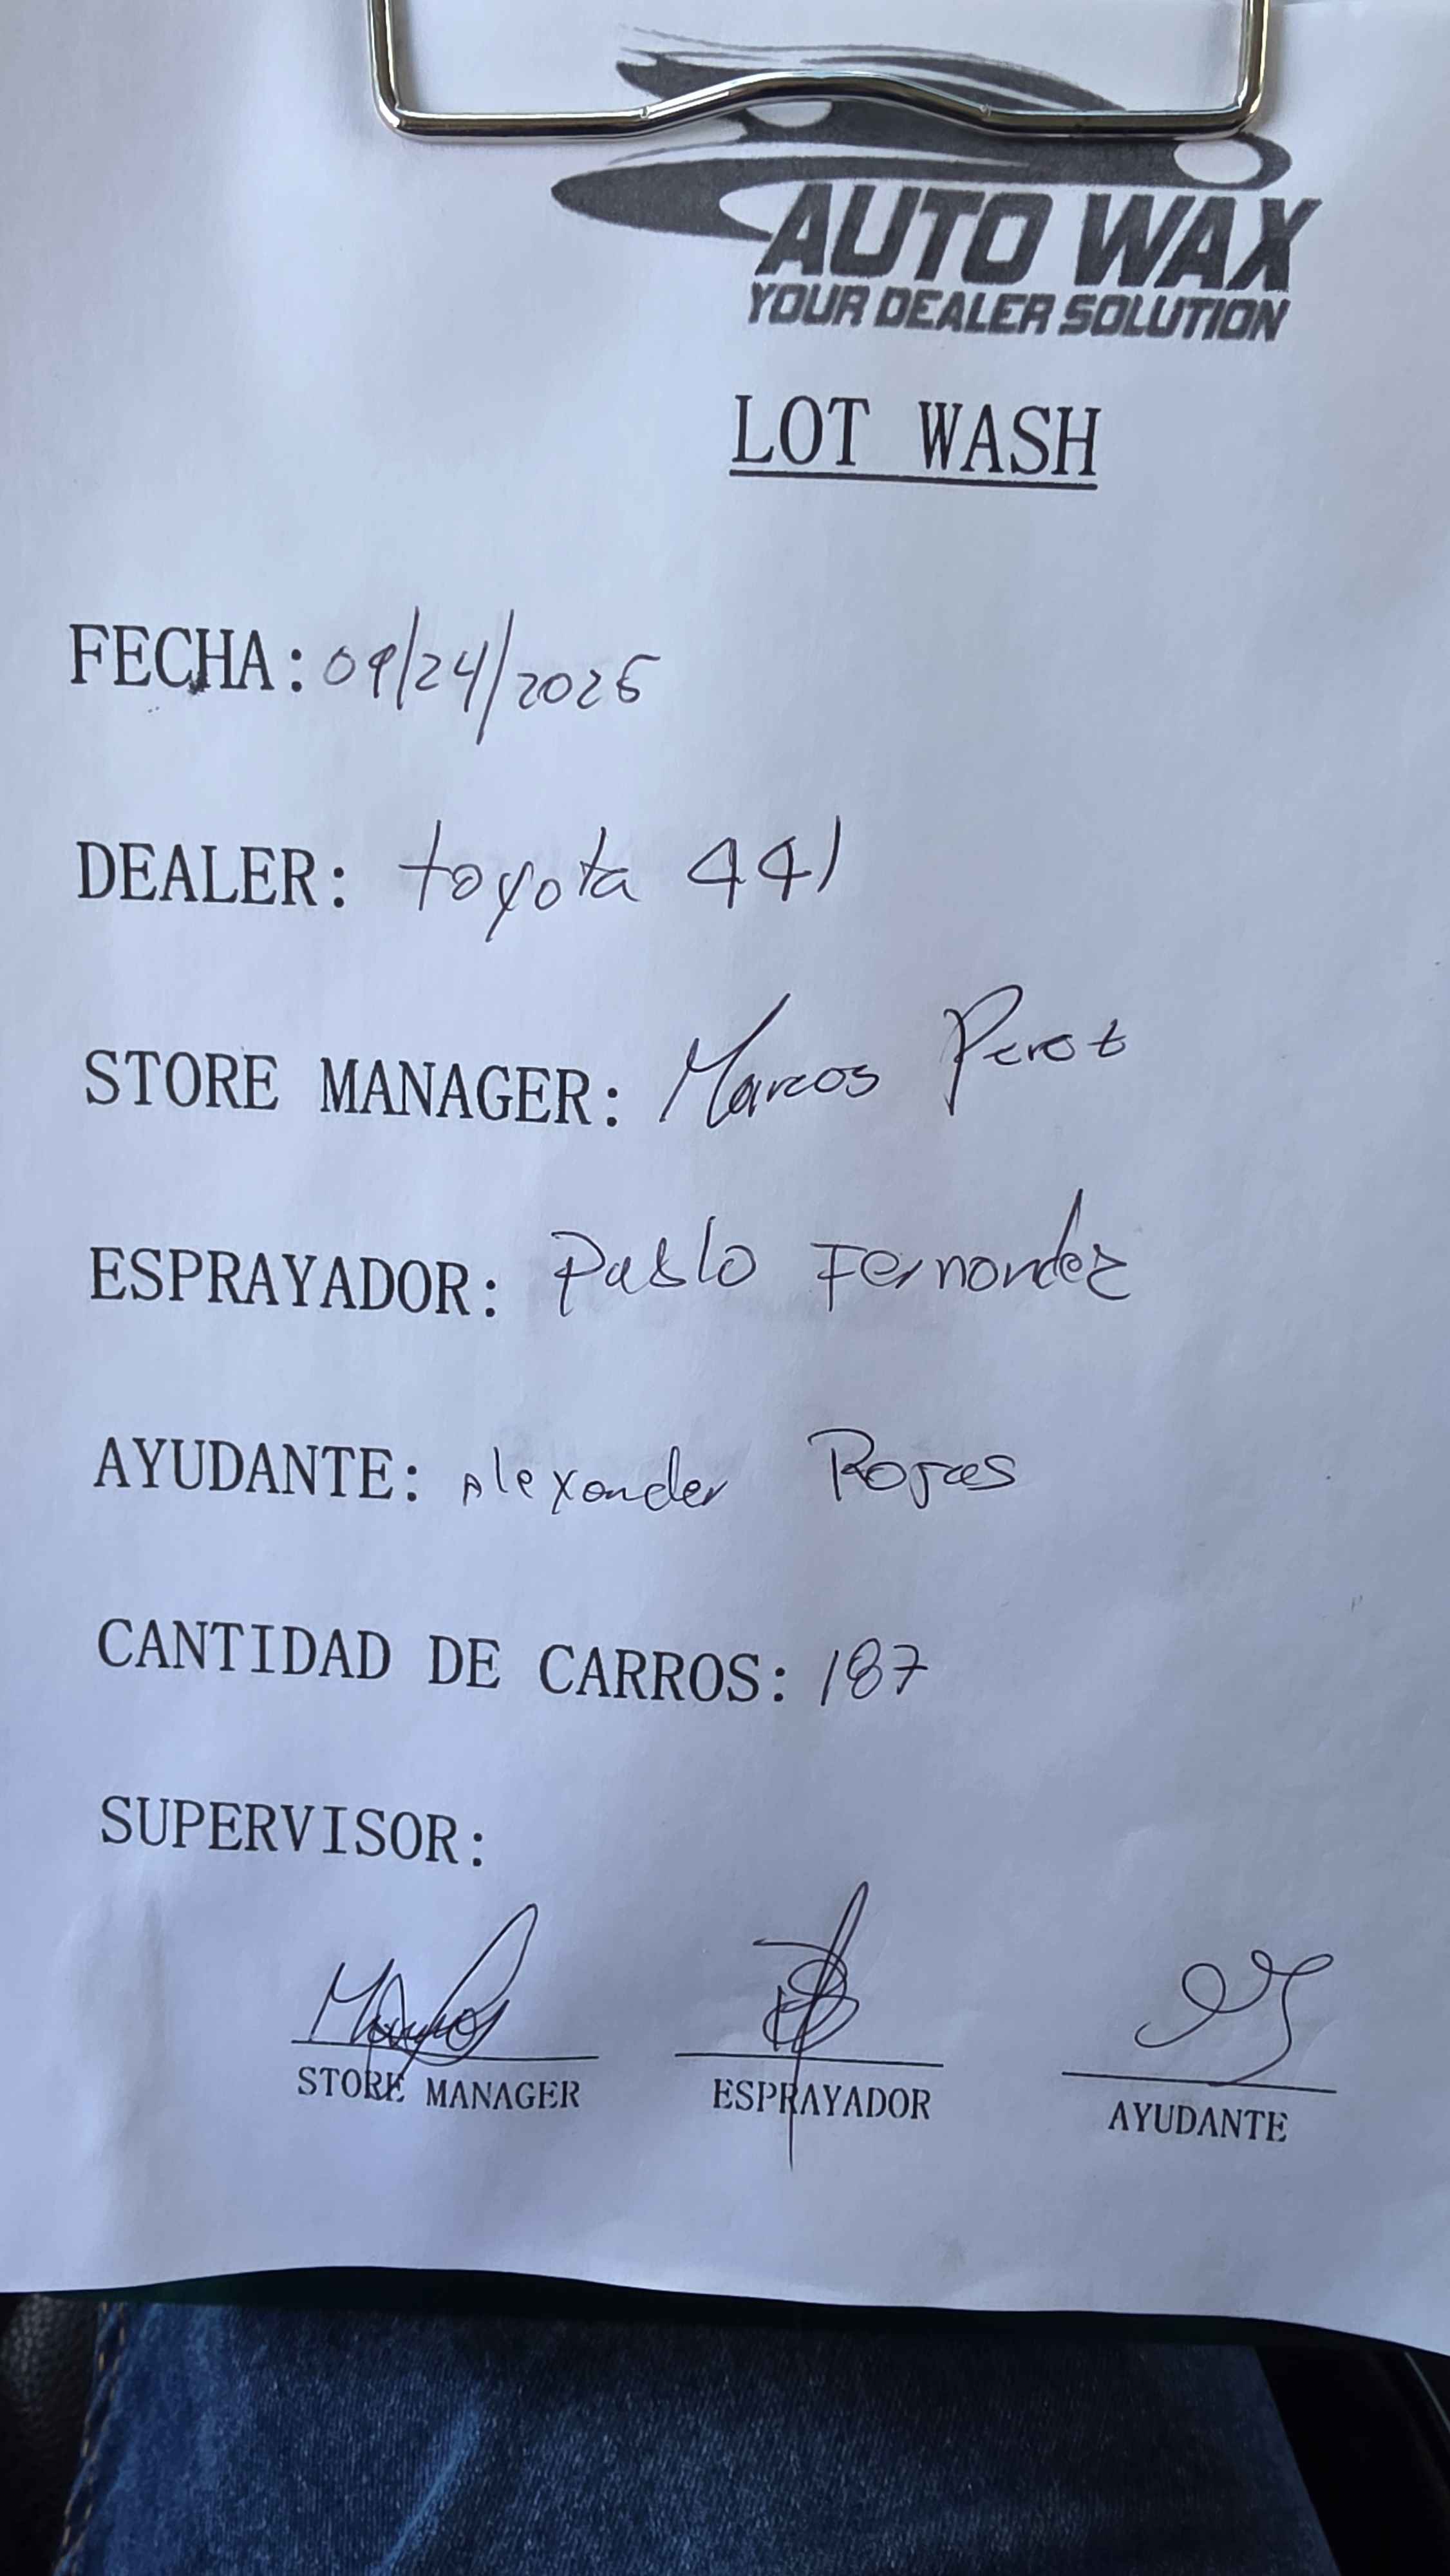 AUTO WAX
YOUR DEALER SOLUTION
LOT WASH
FECHA: 09/24/2025
DEALER: toyota 441
STORE MANAGER: Marcos Perez
ESPRAYADOR: Pablo Fernandez
AYUDANTE: Alexander Rojas
CANTIDAD DE CARROS: 187
SUPERVISOR:
STORE MANAGER ESPRAYADOR AYUDANTE